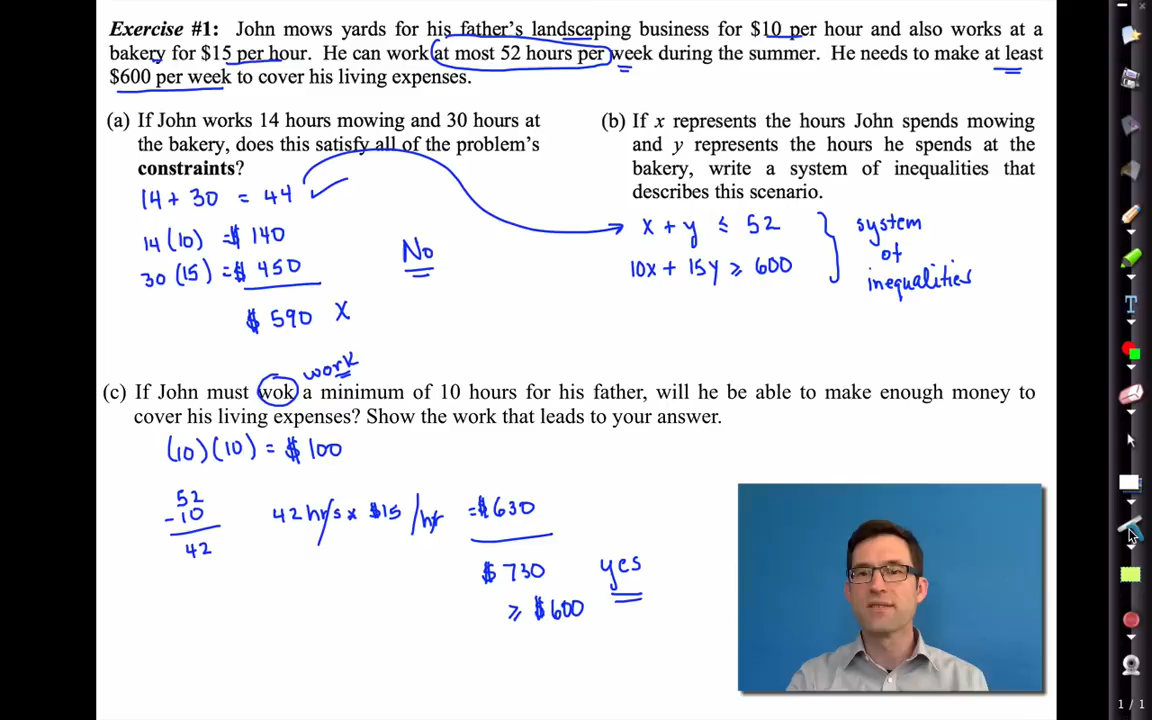 Exercise #1: John mows yards for his father's landscaping business for $10 per hour and also works at a
bakery for $15 per hour. He can work at most 52 hours per week during the summer. He needs to make at least
$600 per week to cover his living expenses.
(a) If John works 14 hours mowing and 30 hours at
the bakery, does this satisfy all of the problem's
constraints?
14 + 30 = 44 ✓
14 (10) = $ 140
30 (15) = $ 450
$ 590 X
No
(b) If x represents the hours John spends mowing
and y represents the hours he spends at the
bakery, write a system of inequalities that
describes this scenario.
x + y ≤ 52
10x + 15y ≥ 600
system
of
inequalities
work
(c) If John must wok a minimum of 10 hours for his father, will he be able to make enough money to
cover his living expenses? Show the work that leads to your answer.
(10)(10) = $ 100
52
-10
42
42 hr/s x $15 /hr = $630
$ 730
≥ $600
yes
T
1 / 1